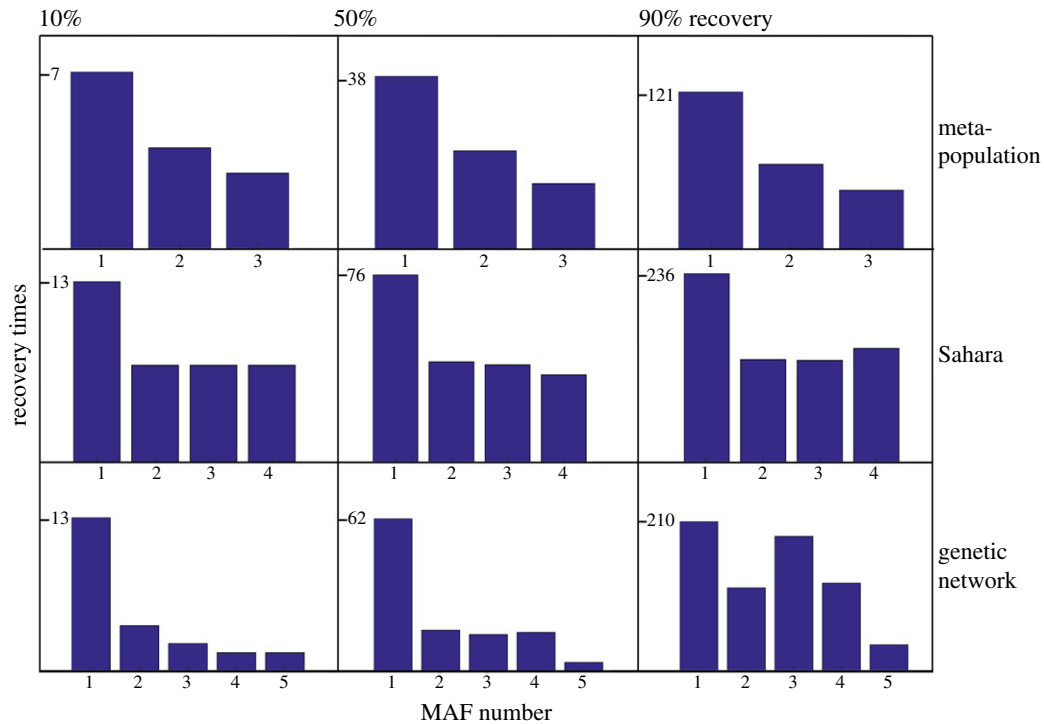 10%
50%
90% recovery
7
38
121
meta-
population
1 2 3
1 2 3
1 2 3
13
76
236
Sahara
recovery times
1 2 3 4
1 2 3 4
1 2 3 4
13
62
210
genetic
network
1 2 3 4 5
1 2 3 4 5
1 2 3 4 5
MAF number